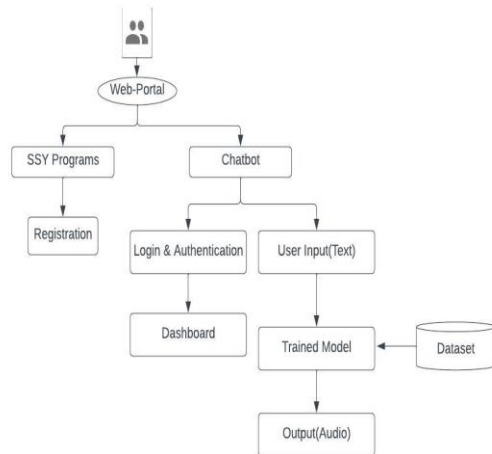 Web-Portal
SSY Programs
Chatbot
Registration
Login & Authentication
User Input(Text)
Dashboard
Trained Model
Dataset
Output(Audio)